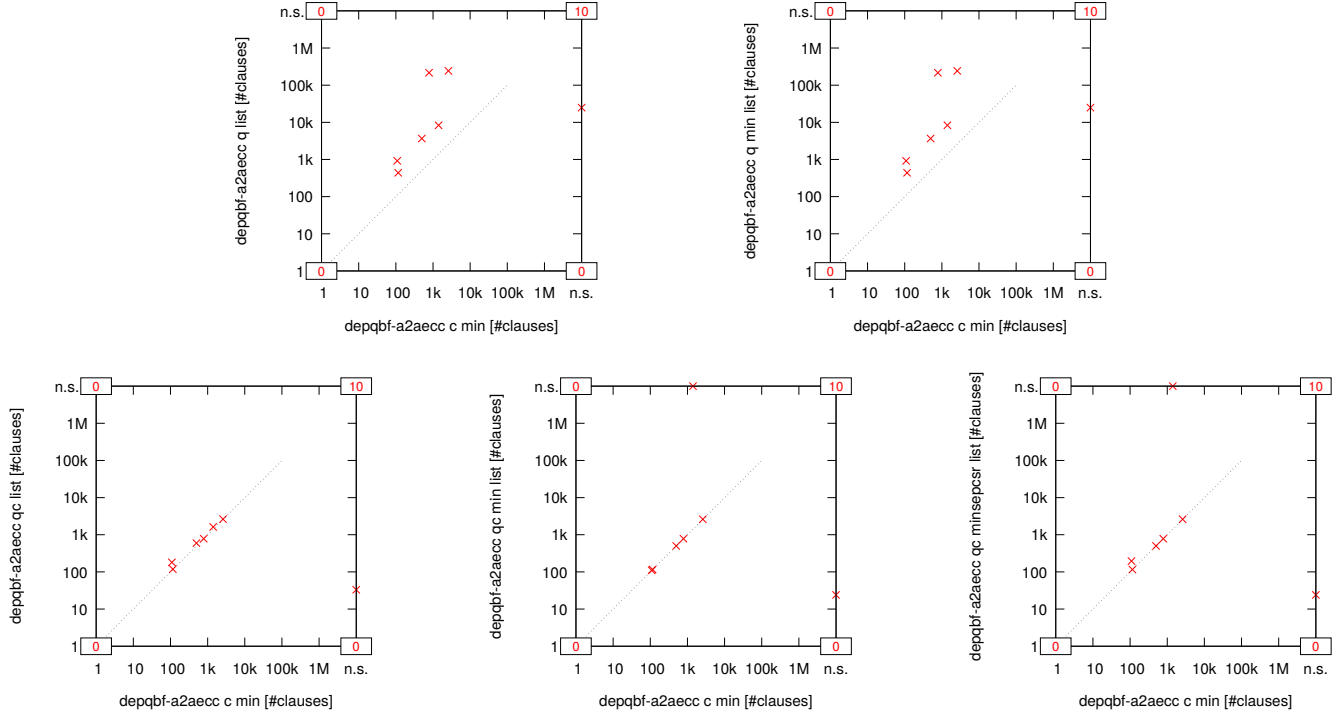 n.s. 0 10
1M
100k
10k
1k
100
10
1 0 0
1 10 100 1k 10k 100k 1M n.s.
depqbf-a2aecc q list [#clauses]
depqbf-a2aecc c min [#clauses]
n.s. 0 10
1M
100k
10k
1k
100
10
1 0 0
1 10 100 1k 10k 100k 1M n.s.
depqbf-a2aecc q min list [#clauses]
depqbf-a2aecc c min [#clauses]
n.s. 0 10
1M
100k
10k
1k
100
10
1 0 0
1 10 100 1k 10k 100k 1M n.s.
depqbf-a2aecc qc list [#clauses]
depqbf-a2aecc c min [#clauses]
n.s. 0 10
1M
100k
10k
1k
100
10
1 0 0
1 10 100 1k 10k 100k 1M n.s.
depqbf-a2aecc qc min list [#clauses]
depqbf-a2aecc c min [#clauses]
n.s. 0 10
1M
100k
10k
1k
100
10
1 0 0
1 10 100 1k 10k 100k 1M n.s.
depqbf-a2aecc qc minsepcsr list [#clauses]
depqbf-a2aecc c min [#clauses]